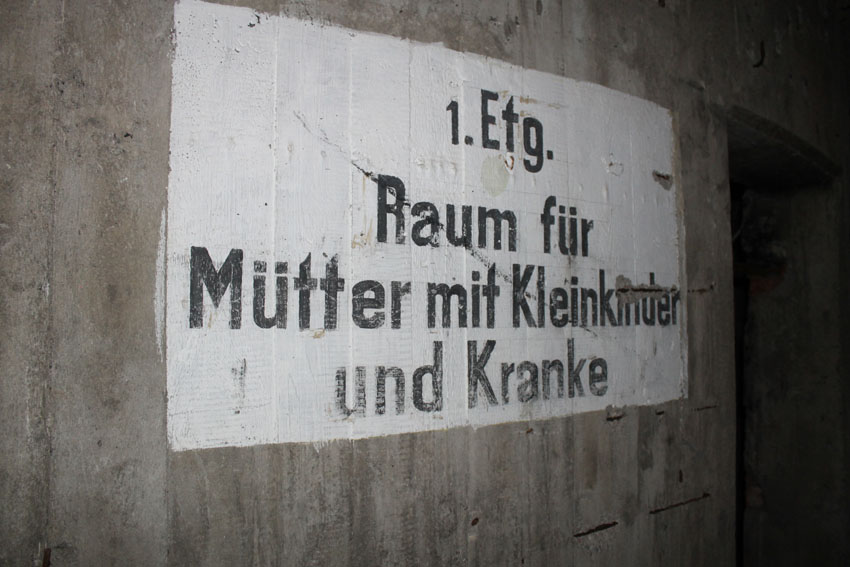 1. Etg.
Raum für
Mütter mit Kleinkinder
und Kranke